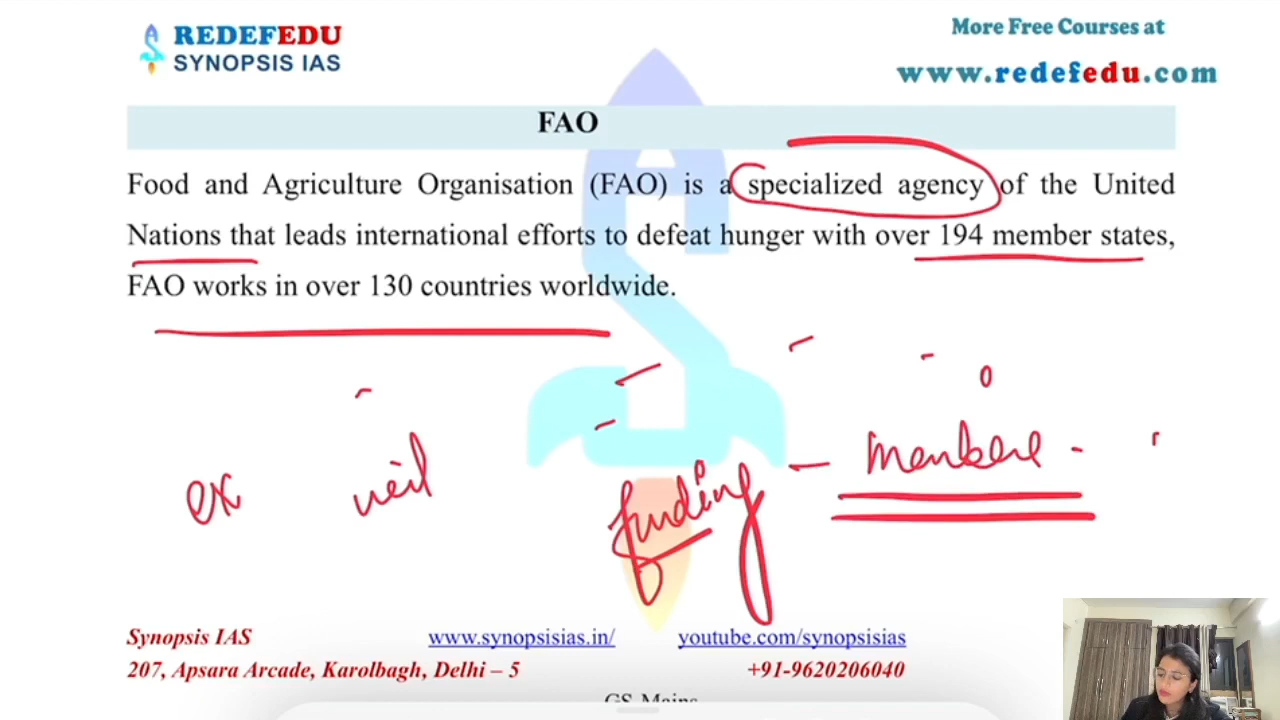 REDEFEDU
SYNOPSIS IAS
More Free Courses at
www.redefedu.com
FAO
Food and Agriculture Organisation (FAO) is a specialized agency of the United
Nations that leads international efforts to defeat hunger with over 194 member states,
FAO works in over 130 countries worldwide.
ex
funding
Synopsis IAS
www.synopsisias.in/
youtube.com/synopsisias
207, Apsara Arcade, Karolbagh, Delhi – 5
+91-9620206040
GS Mains